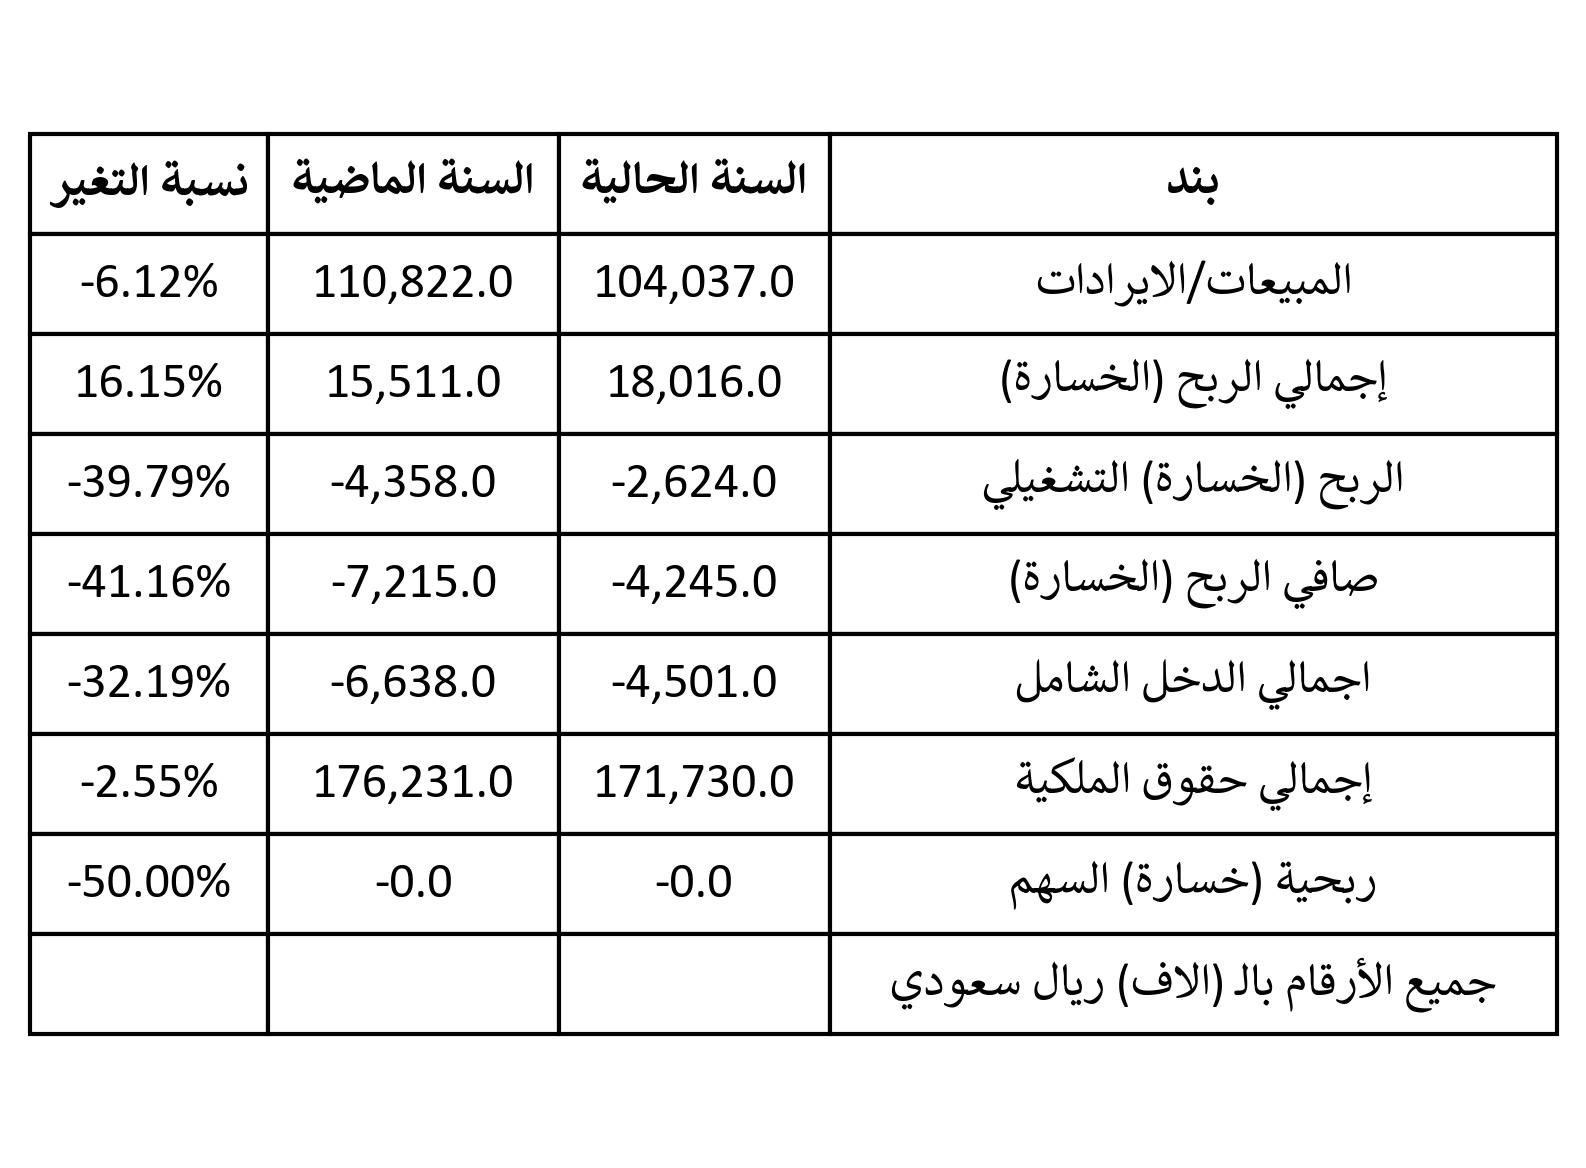 بند السنة الحالية السنة الماضية نسبة التغير
المبيعات/الايرادات 104,037.0 110,822.0 -6.12%
إجمالي الربح (الخسارة) 18,016.0 15,511.0 16.15%
الربح (الخسارة) التشغيلي -2,624.0 -4,358.0 -39.79%
صافي الربح (الخسارة) -4,245.0 -7,215.0 -41.16%
اجمالي الدخل الشامل -4,501.0 -6,638.0 -32.19%
إجمالي حقوق الملكية 171,730.0 176,231.0 -2.55%
ربحية (خسارة) السهم -0.0 -0.0 -50.00%
جميع الأرقام بالـ (الاف) ريال سعودي